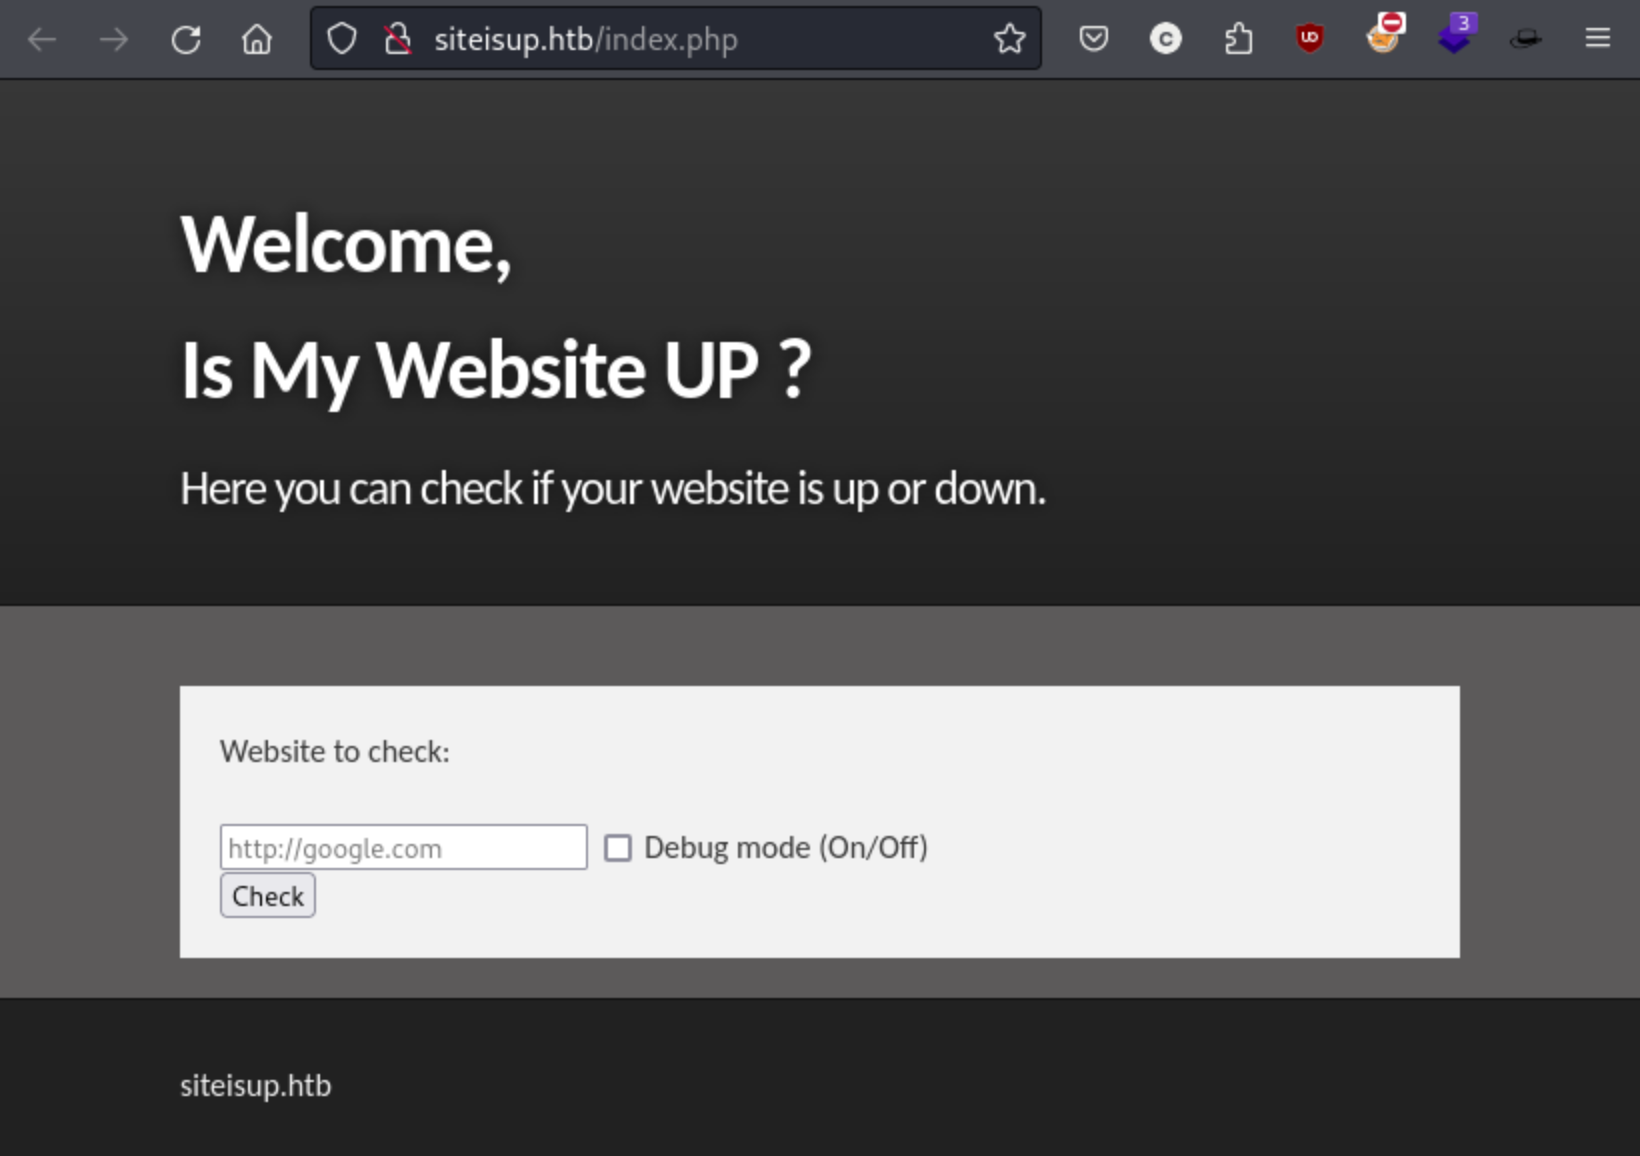 siteisup.htb/index.php
C
UD
3
Welcome,
Is My Website UP ?
Here you can check if your website is up or down.
Website to check:
http://google.com
Debug mode (On/Off)
Check
siteisup.htb